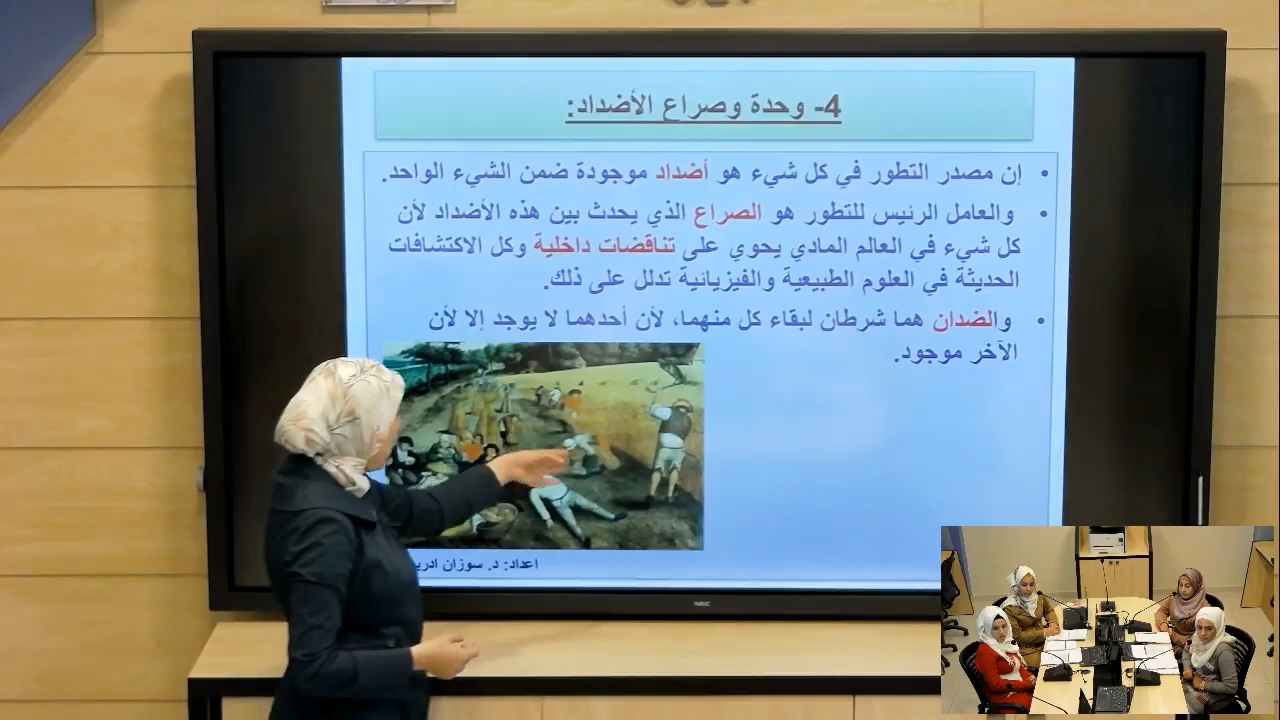 4- وحدة وصراع الأضداد:
• إن مصدر التطور في كل شيء هو أضداد موجودة ضمن الشيء الواحد.
• والعامل الرئيس للتطور هو الصراع الذي يحدث بين هذه الأضداد لأن
كل شيء في العالم المادي يحوي على تناقضات داخلية وكل الاكتشافات
الحديثة في العلوم الطبيعية والفيزيائية تدلل على ذلك.
• والضدان هما شرطان لبقاء كل منهما، لأن أحدهما لا يوجد إلا لأن
الآخر موجود.
اعداد: د. سوزان
NEC